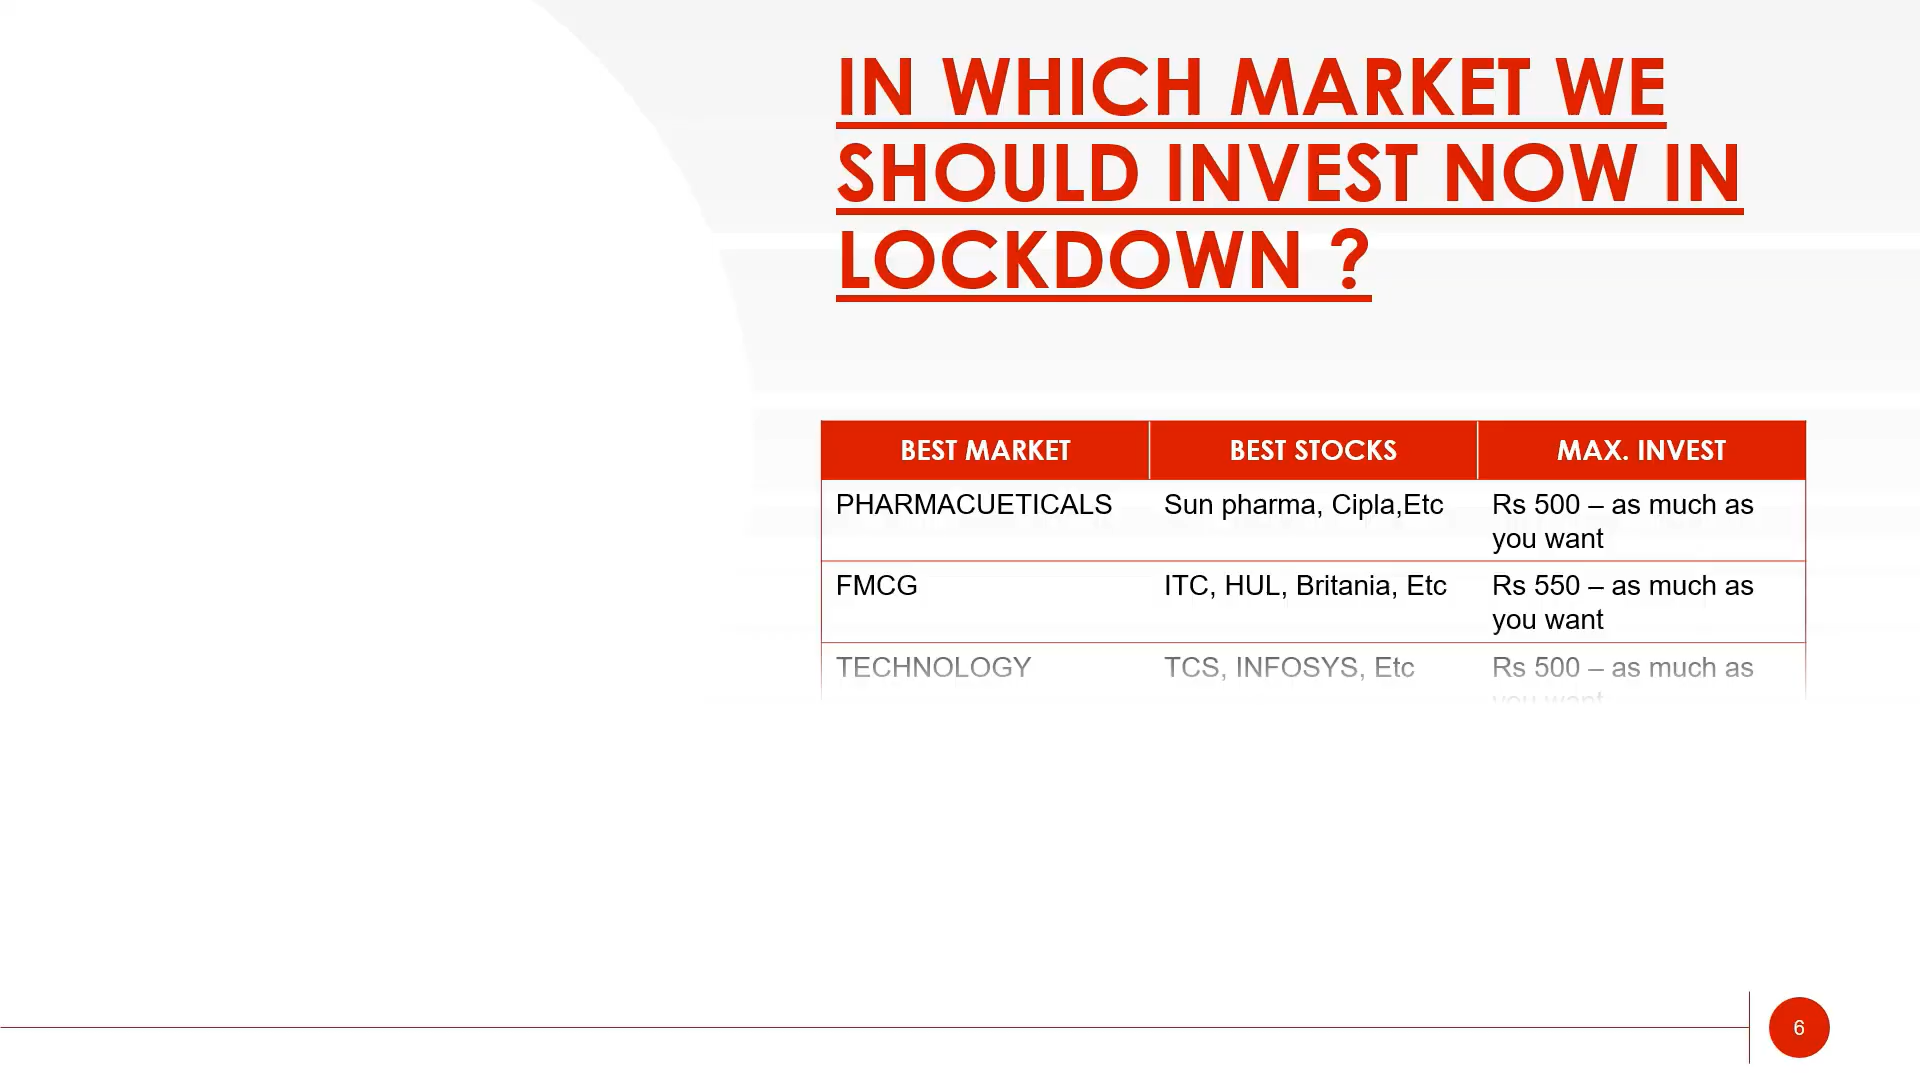 IN WHICH MARKET WE
SHOULD INVEST NOW IN
LOCKDOWN ?
BEST MARKET BEST STOCKS MAX. INVEST
PHARMACUETICALS Sun pharma, Cipla,Etc Rs 500 – as much as
you want
FMCG ITC, HUL, Britania, Etc Rs 550 – as much as
you want
TECHNOLOGY TCS, INFOSYS, Etc Rs 500 – as much as
you want
6